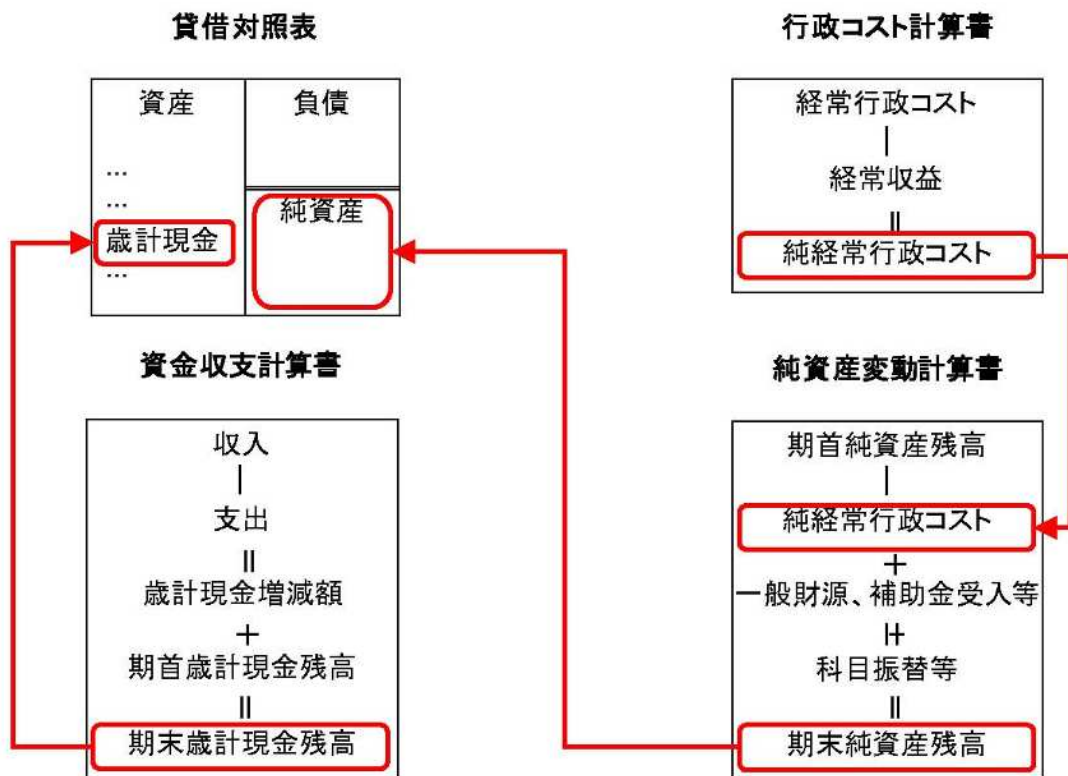 貸借対照表
資産
負債
…
…
純資産
歳計現金
…
行政コスト計算書
経常行政コスト
|
経常収益
||
純経常行政コスト
資金収支計算書
収入
|
支出
||
歳計現金増減額
+
期首歳計現金残高
||
期末歳計現金残高
純資産変動計算書
期首純資産残高
|
純経常行政コスト
+
一般財源、補助金受入等
|+
科目振替等
||
期末純資産残高